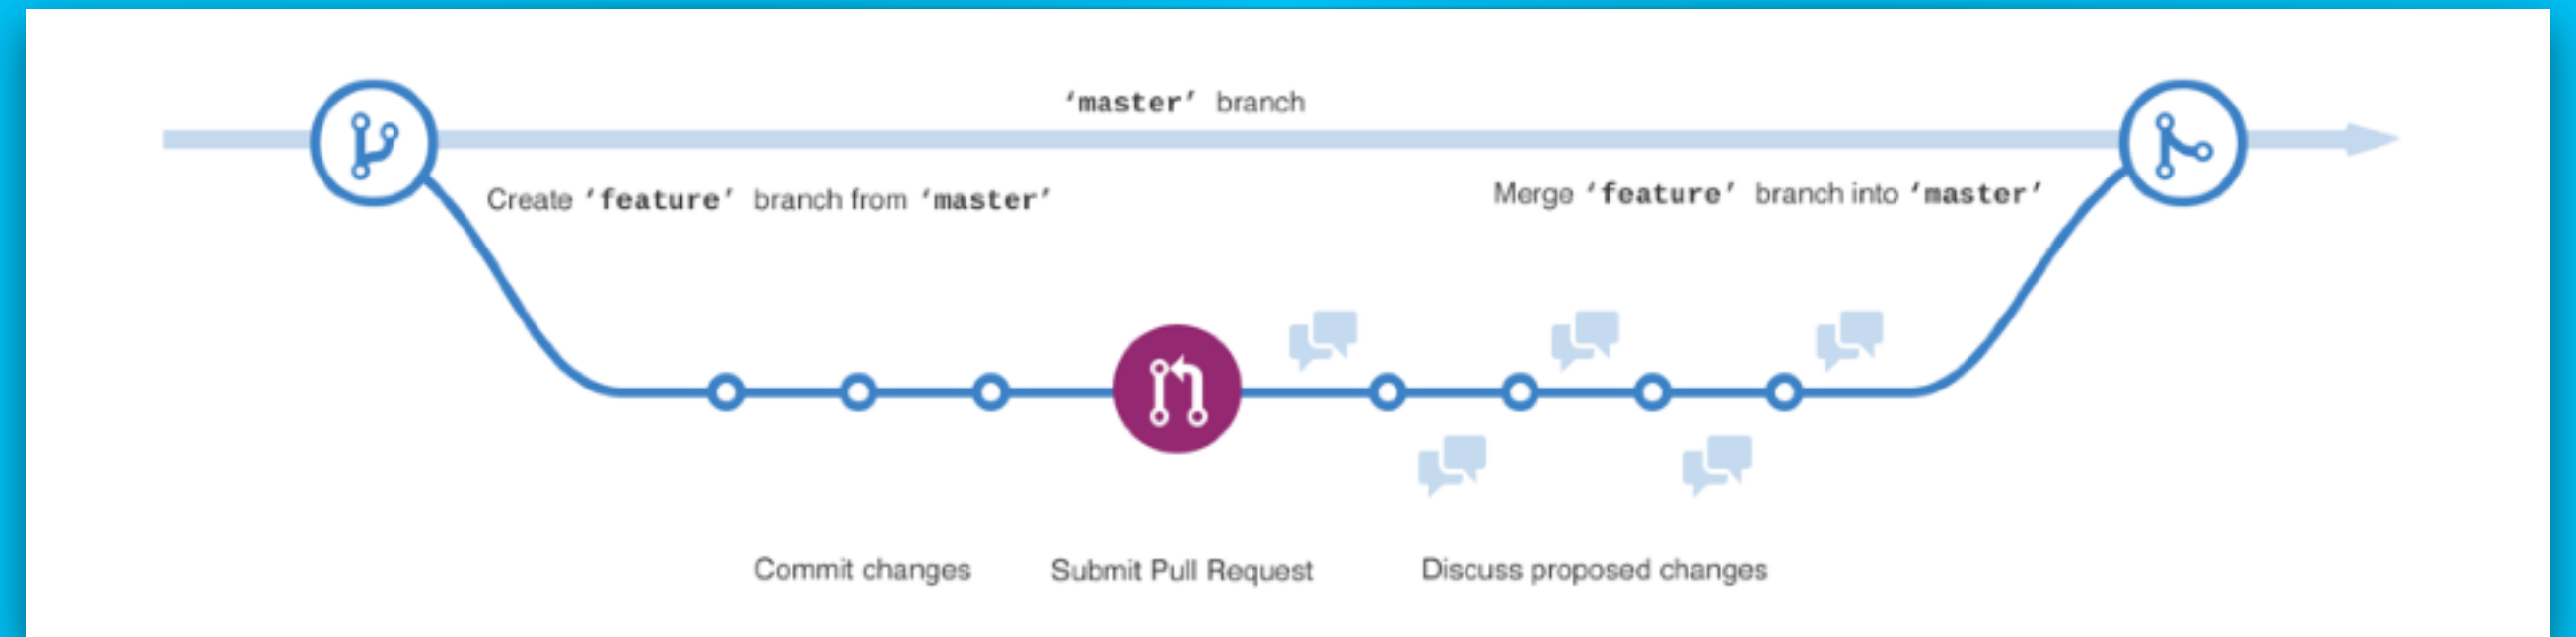 ‘master’ branch
Create ‘feature’ branch from ‘master’
Merge ‘feature’ branch into ‘master’
Commit changes
Submit Pull Request
Discuss proposed changes